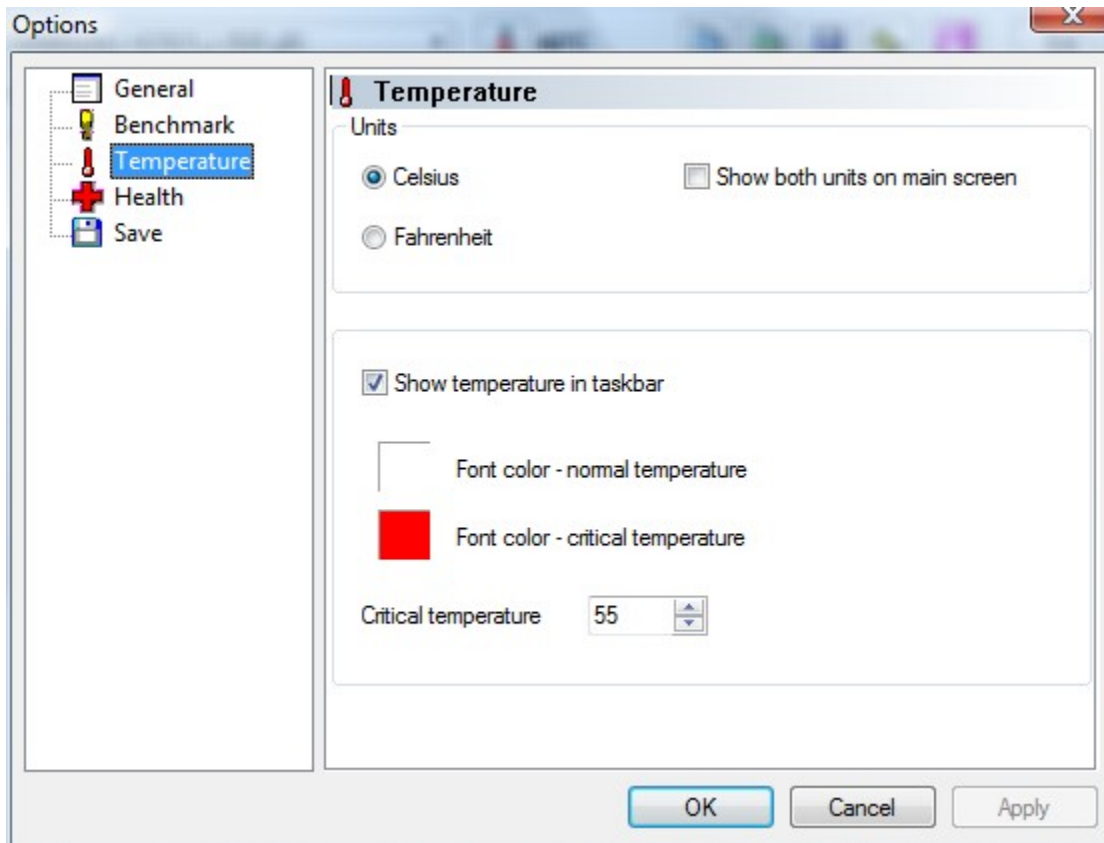 Options
General
Benchmark
Temperature
Health
Save
Temperature
Units
Celsius
Show both units on main screen
Fahrenheit
Show temperature in taskbar
Font color - normal temperature
Font color - critical temperature
Critical temperature 55
OK Cancel Apply